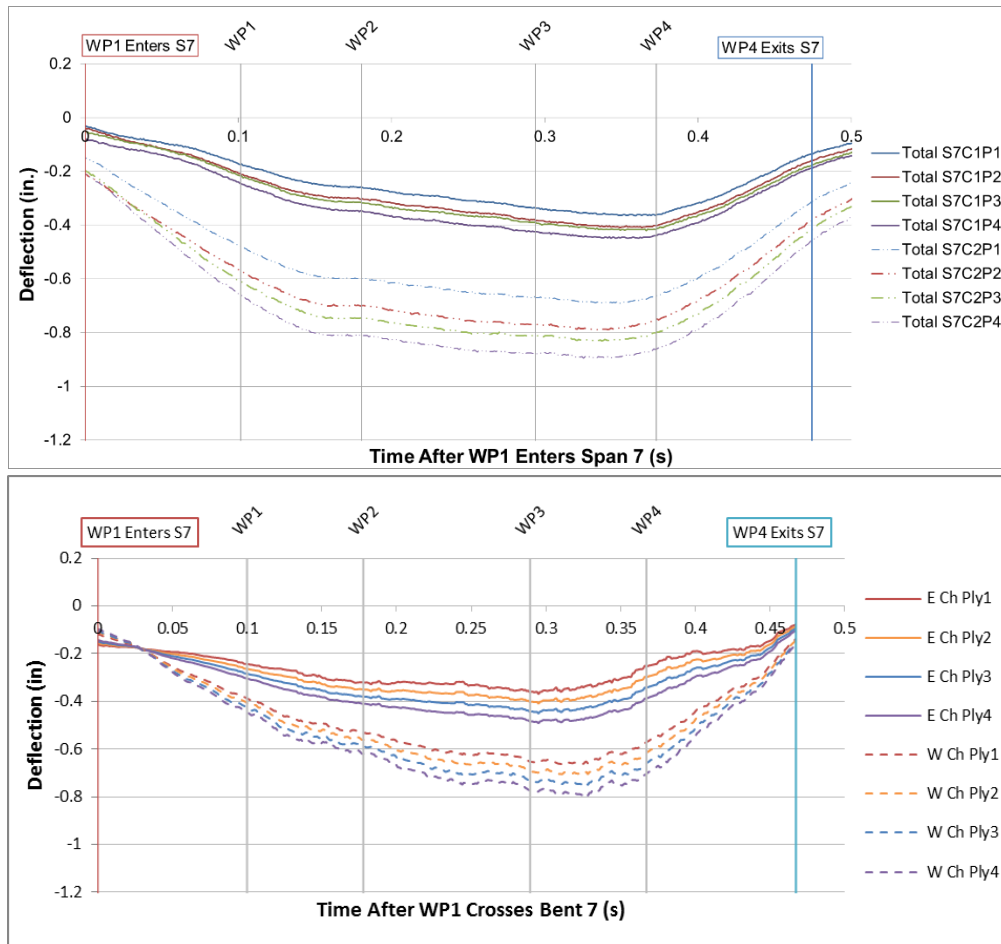 WP1 Enters S7
WP1
WP2
WP3
WP4
WP4 Exits S7
0.2
0
-0.2
-0.4
-0.6
-0.8
-1
-1.2
0
0.1
0.2
0.3
0.4
0.5
Deflection (in.)
Time After WP1 Enters Span 7 (s)
Total S7C1P1
Total S7C1P2
Total S7C1P3
Total S7C1P4
Total S7C2P1
Total S7C2P2
Total S7C2P3
Total S7C2P4
WP1 Enters S7
WP1
WP2
WP3
WP4
WP4 Exits S7
0.2
0
-0.2
-0.4
-0.6
-0.8
-1
-1.2
0
0.05
0.1
0.15
0.2
0.25
0.3
0.35
0.4
0.45
0.5
Deflection (in)
Time After WP1 Crosses Bent 7 (s)
E Ch Ply1
E Ch Ply2
E Ch Ply3
E Ch Ply4
W Ch Ply1
W Ch Ply2
W Ch Ply3
W Ch Ply4